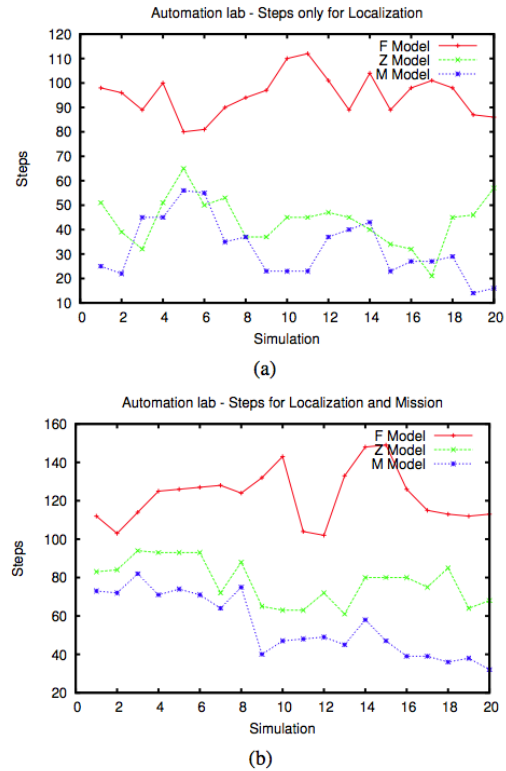 Automation lab - Steps only for Localization
F Model
Z Model
M Model
120
110
100
90
80
70
60
50
40
30
20
10
Steps
0 2 4 6 8 10 12 14 16 18 20
Simulation
(a)
Automation lab - Steps for Localization and Mission
F Model
Z Model
M Model
160
140
120
100
80
60
40
20
Steps
0 2 4 6 8 10 12 14 16 18 20
Simulation
(b)